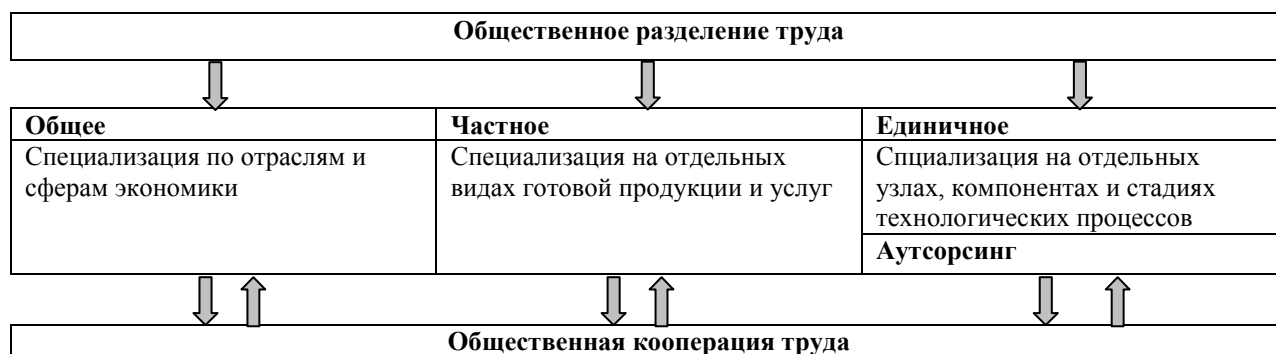 Общественное разделение труда
Общее
Частное
Единичное
Специализация по отраслям и
сферам экономики
Специализация на отдельных
видах готовой продукции и услуг
Спциализация на отдельных
узлах, компонентах и стадиях
технологических процессов
Аутсорсинг
Общественная кооперация труда